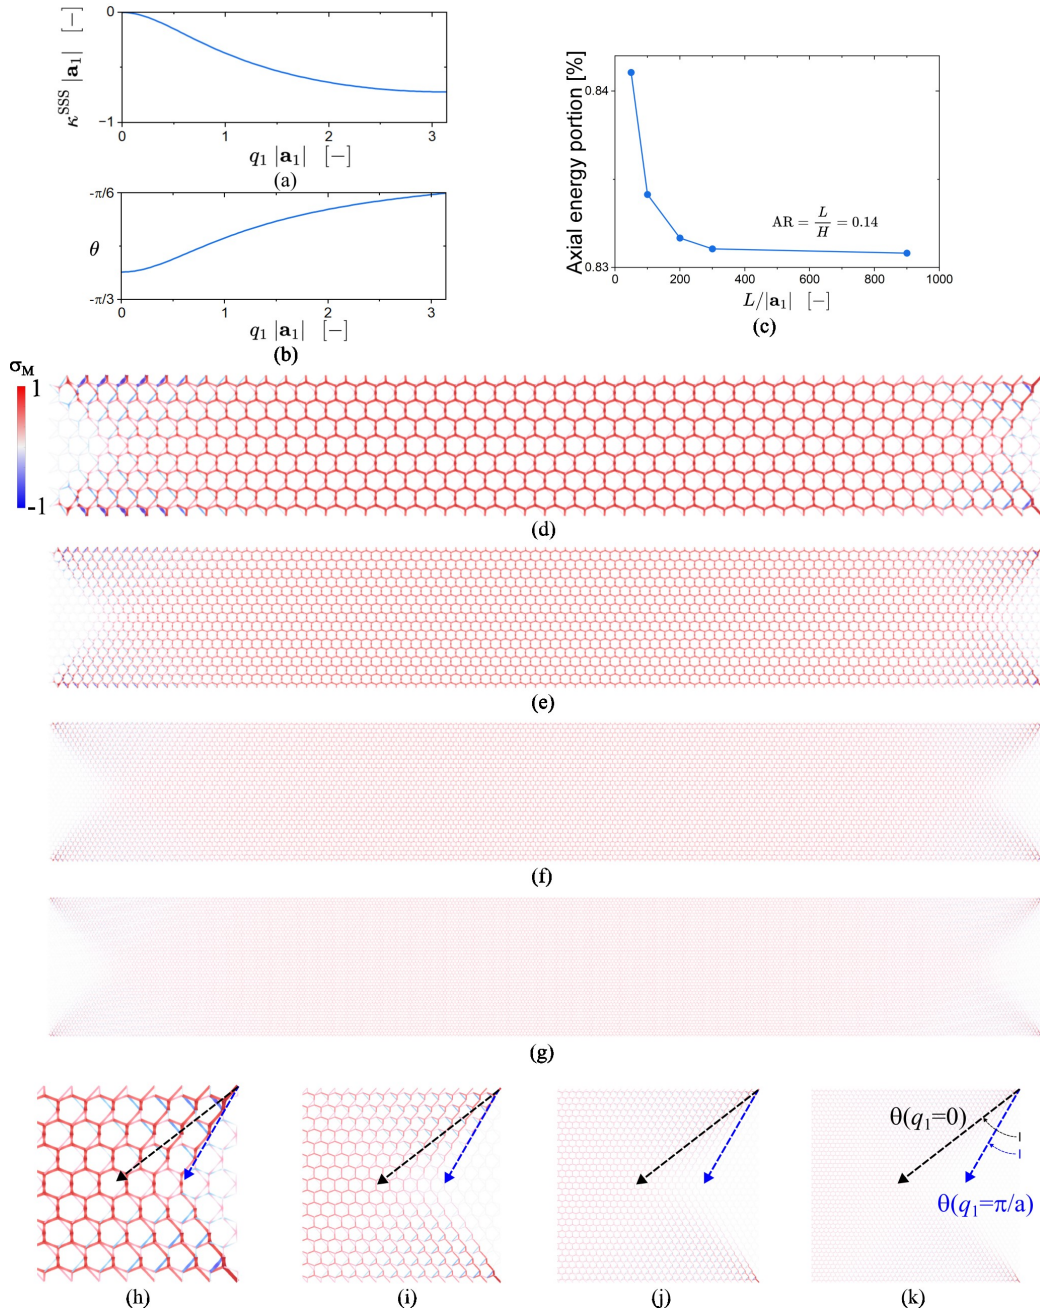 0
κ^SSS |a₁| [−]
−1
0 1 2 3
q₁ |a₁| [−]
(a)
-π/6
θ
-π/3
0 1 2 3
q₁ |a₁| [−]
(b)
Axial energy portion [%]
0.84
AR = L/H = 0.14
0.83
0 200 400 600 800 1000
L/|a₁| [−]
(c)
σ_M
1
-1
(d)
(e)
(f)
(g)
θ(q₁=0)
θ(q₁=π/a)
(h) (i) (j) (k)